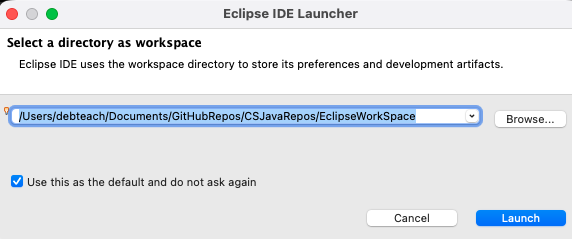 Eclipse IDE Launcher
Select a directory as workspace
Eclipse IDE uses the workspace directory to store its preferences and development artifacts.
/Users/debteach/Documents/GitHubRepos/CSJavaRepos/EclipseWorkSpace
Browse...
Use this as the default and do not ask again
Cancel
Launch